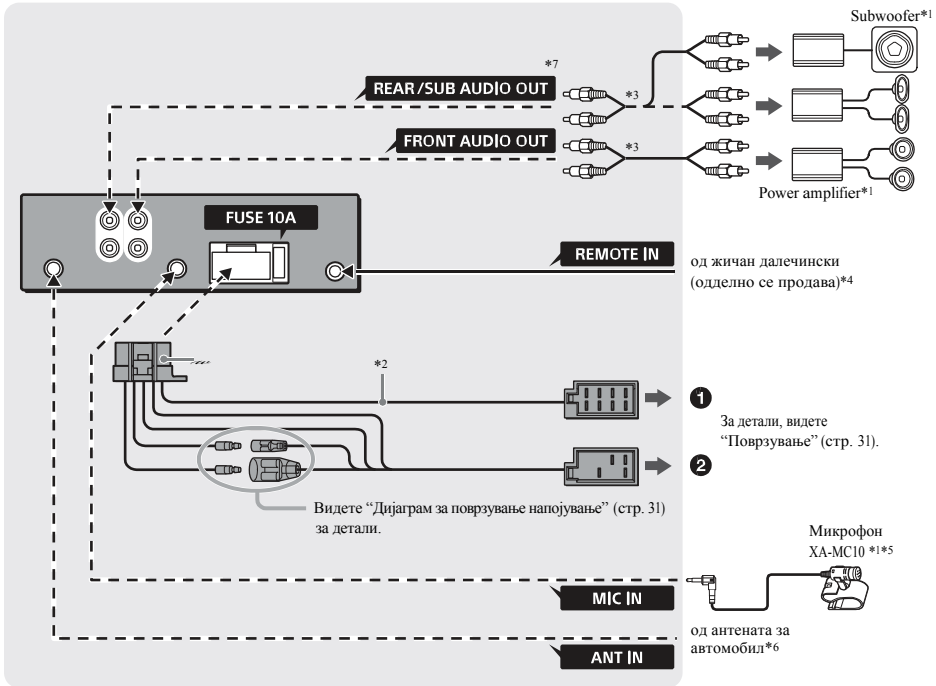 Subwoofer*1
*7
REAR/SUB AUDIO OUT
*3
FRONT AUDIO OUT
*3
Power amplifier*1
FUSE 10A
REMOTE IN
од жичан далечински
(одделно се продава)*4
*2
❶
За детали, видете
“Поврзување” (стр. 31).
❷
Видете “Дијаграм за поврзување напојување” (стр. 31)
за детали.
Микрофон
XA-MC10 *1*5
MIC IN
од антената за
автомобил*6
ANT IN